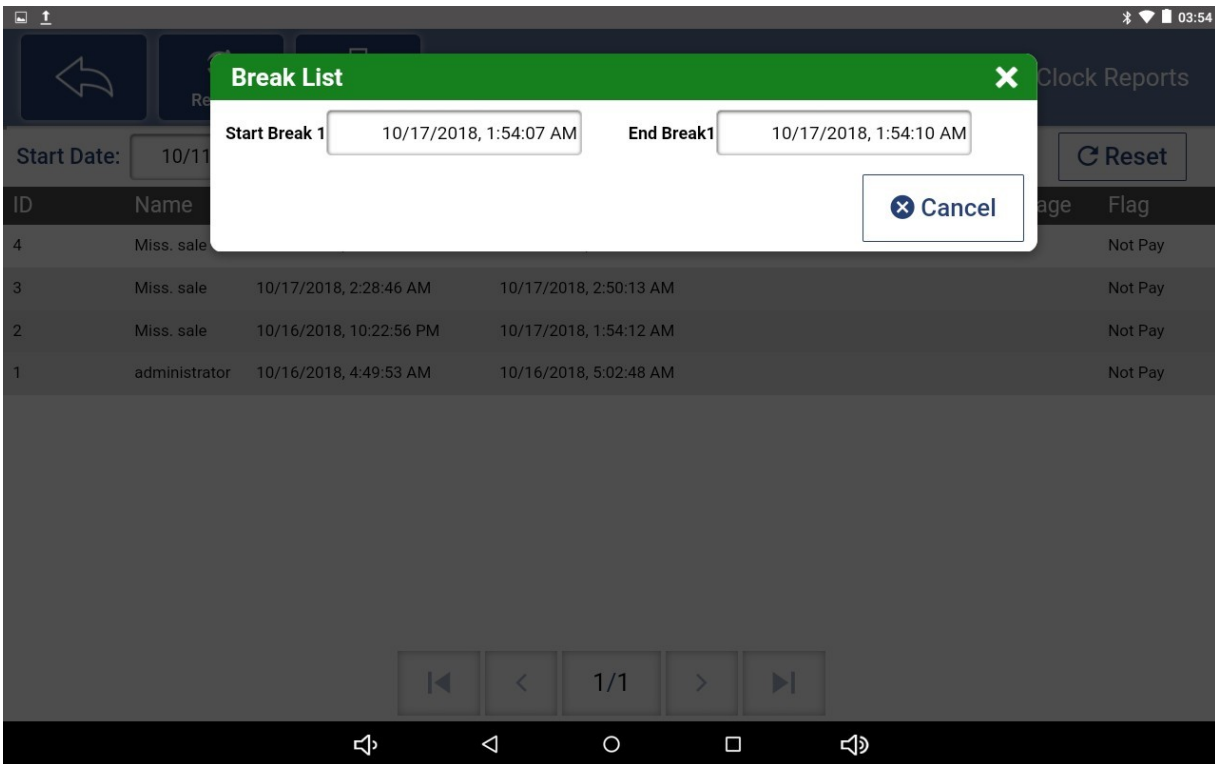 03:54
Break List
Clock Reports
Re
Start Break 1 10/17/2018, 1:54:07 AM End Break1 10/17/2018, 1:54:10 AM
Start Date: 10/11 Reset
Cancel
ID Name age Flag
4 Miss. sale Not Pay
3 Miss. sale 10/17/2018, 2:28:46 AM 10/17/2018, 2:50:13 AM Not Pay
2 Miss. sale 10/16/2018, 10:22:56 PM 10/17/2018, 1:54:12 AM Not Pay
1 administrator 10/16/2018, 4:49:53 AM 10/16/2018, 5:02:48 AM Not Pay
1/1